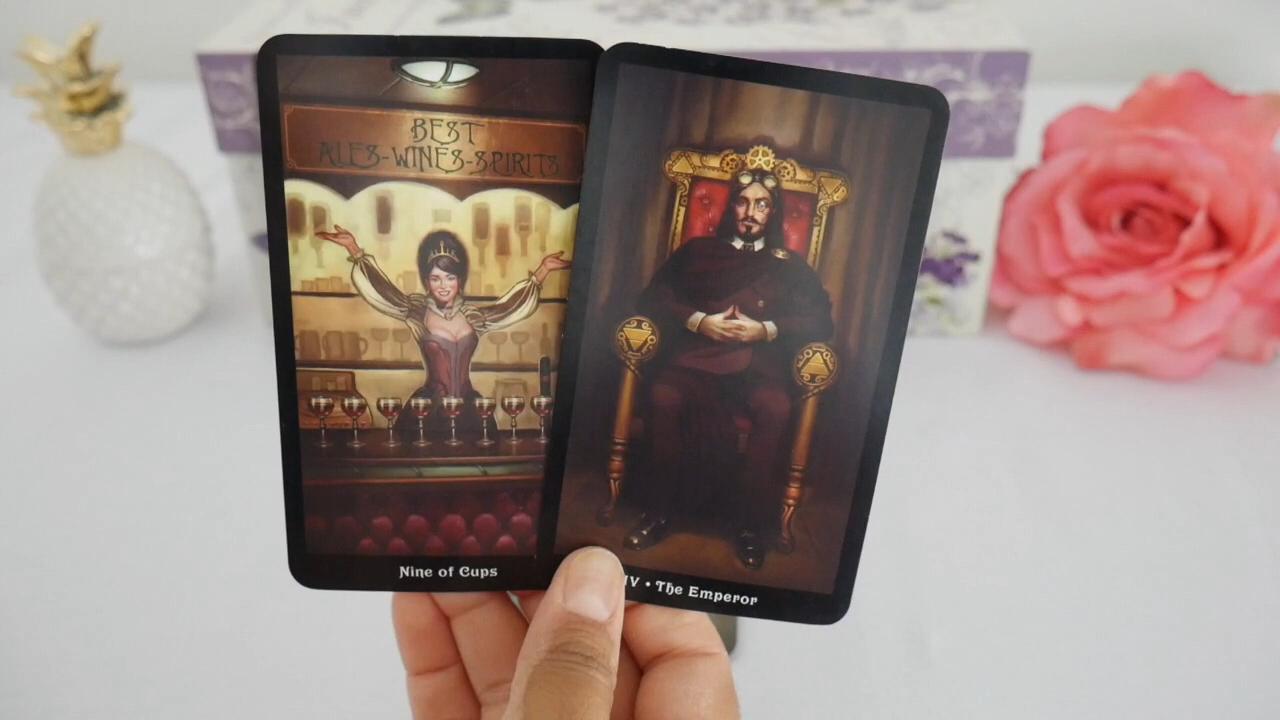 BEST
ALES-WINES-SPIRITS
Nine of Cups
IV • The Emperor